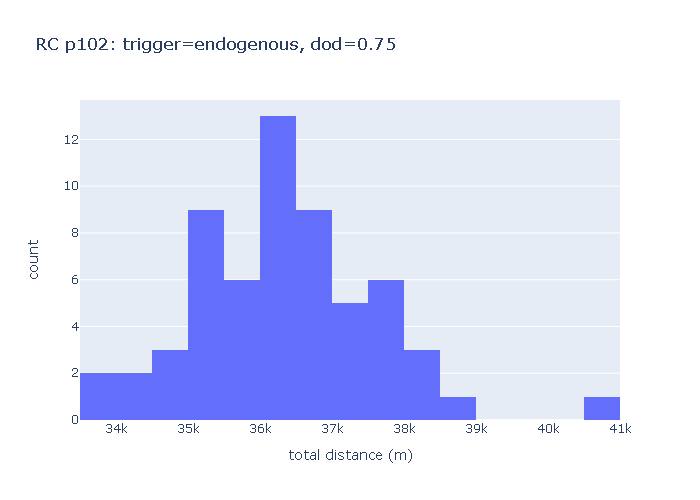 RC p102: trigger=endogenous, dod=0.75
12
10
8
6
4
2
0
count
34k 35k 36k 37k 38k 39k 40k 41k
total distance (m)